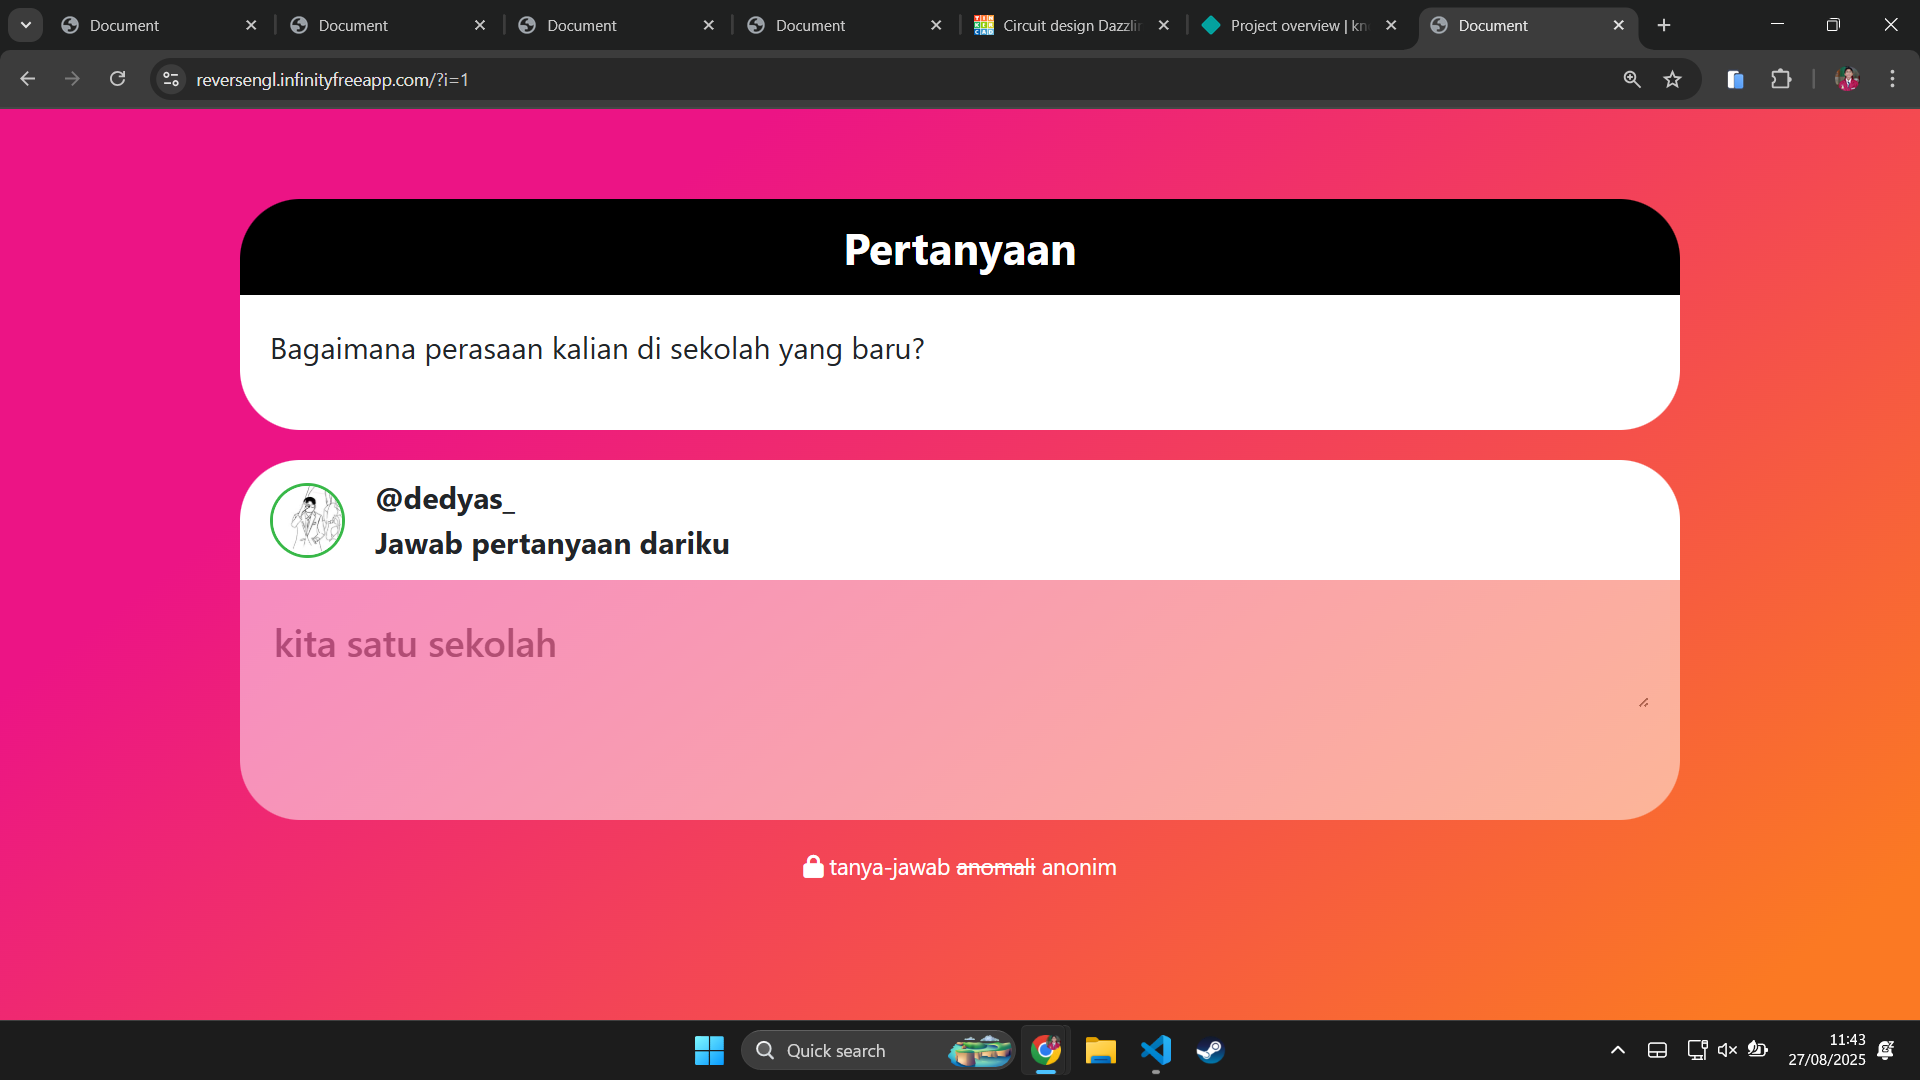 Document
Document
Document
Document
Circuit design Dazzlin
Project overview | kn
Document
reversengl.infinityfreeapp.com/?i=1
Pertanyaan
Bagaimana perasaan kalian di sekolah yang baru?
@dedyas_
Jawab pertanyaan dariku
kita satu sekolah
tanya-jawab anomali anonim
Quick search
11:43
27/08/2025